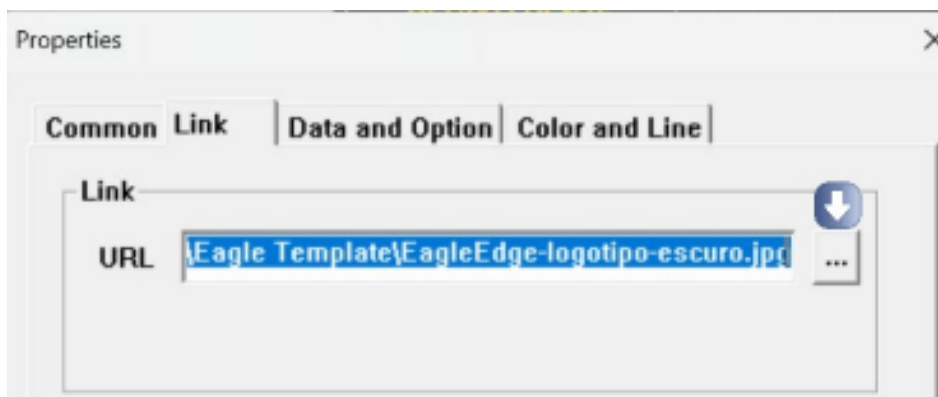 Properties
Common Link Data and Option Color and Line
Link
URL \Eagle Template\EagleEdge-logotipo-escuro.jpg ...